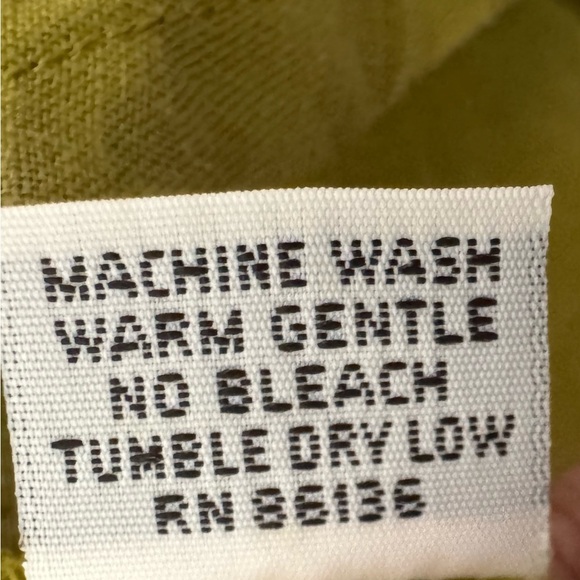 MACHINE WASH
WARM GENTLE
NO BLEACH
TUMBLE DRY LOW
RN 86136